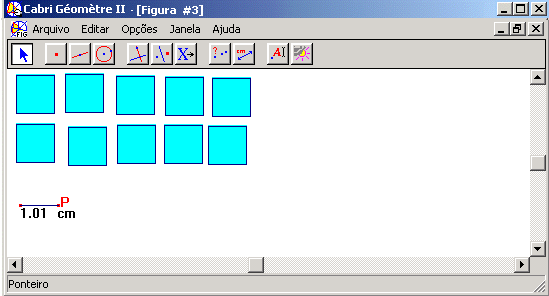 Cabri Géomètre II - [Figura #3]
Arquivo Editar Opções Janela Ajuda
P
1.01 cm
Ponteiro